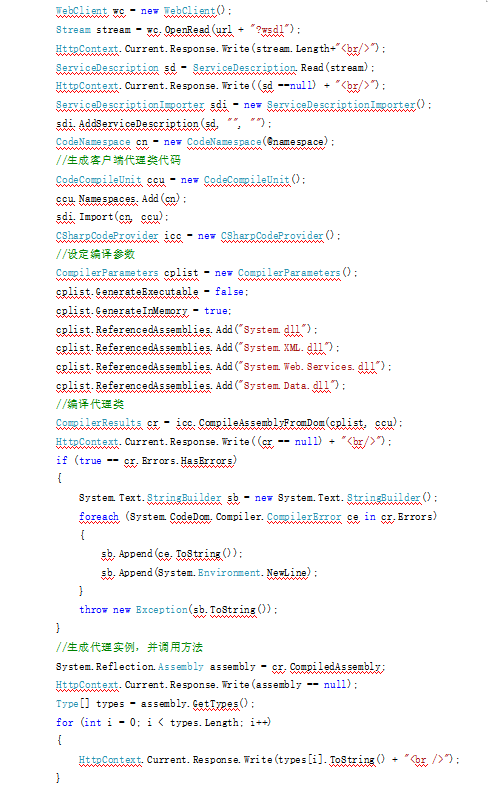 WebClient wc = new WebClient();
Stream stream = wc.OpenRead(url + "?wsdl");
HttpContext.Current.Response.Write(stream.Length+"<br/>");
ServiceDescription sd = ServiceDescription.Read(stream);
HttpContext.Current.Response.Write((sd ==null) + "<br/>");
ServiceDescriptionImporter sdi = new ServiceDescriptionImporter();
sdi.AddServiceDescription(sd, "", "");
CodeNamespace cn = new CodeNamespace(@namespace);
//生成客户端代理类代码
CodeCompileUnit ccu = new CodeCompileUnit();
ccu.Namespaces.Add(cn);
sdi.Import(cn, ccu);
CSharpCodeProvider icc = new CSharpCodeProvider();
//设定编译参数
CompilerParameters cplist = new CompilerParameters();
cplist.GenerateExecutable = false;
cplist.GenerateInMemory = true;
cplist.ReferencedAssemblies.Add("System.dll");
cplist.ReferencedAssemblies.Add("System.XML.dll");
cplist.ReferencedAssemblies.Add("System.Web.Services.dll");
cplist.ReferencedAssemblies.Add("System.Data.dll");
//编译代理类
CompilerResults cr = icc.CompileAssemblyFromDom(cplist, ccu);
HttpContext.Current.Response.Write((cr == null) + "<br/>");
if (true == cr.Errors.HasErrors)
{
System.Text.StringBuilder sb = new System.Text.StringBuilder();
foreach (System.CodeDom.Compiler.CompilerError ce in cr.Errors)
{
sb.Append(ce.ToString());
sb.Append(System.Environment.NewLine);
}
throw new Exception(sb.ToString());
}
//生成代理实例，并调用方法
System.Reflection.Assembly assembly = cr.CompiledAssembly;
HttpContext.Current.Response.Write(assembly == null);
Type[] types = assembly.GetTypes();
for (int i = 0; i < types.Length; i++)
{
HttpContext.Current.Response.Write(types[i].ToString() + "<br />");
}